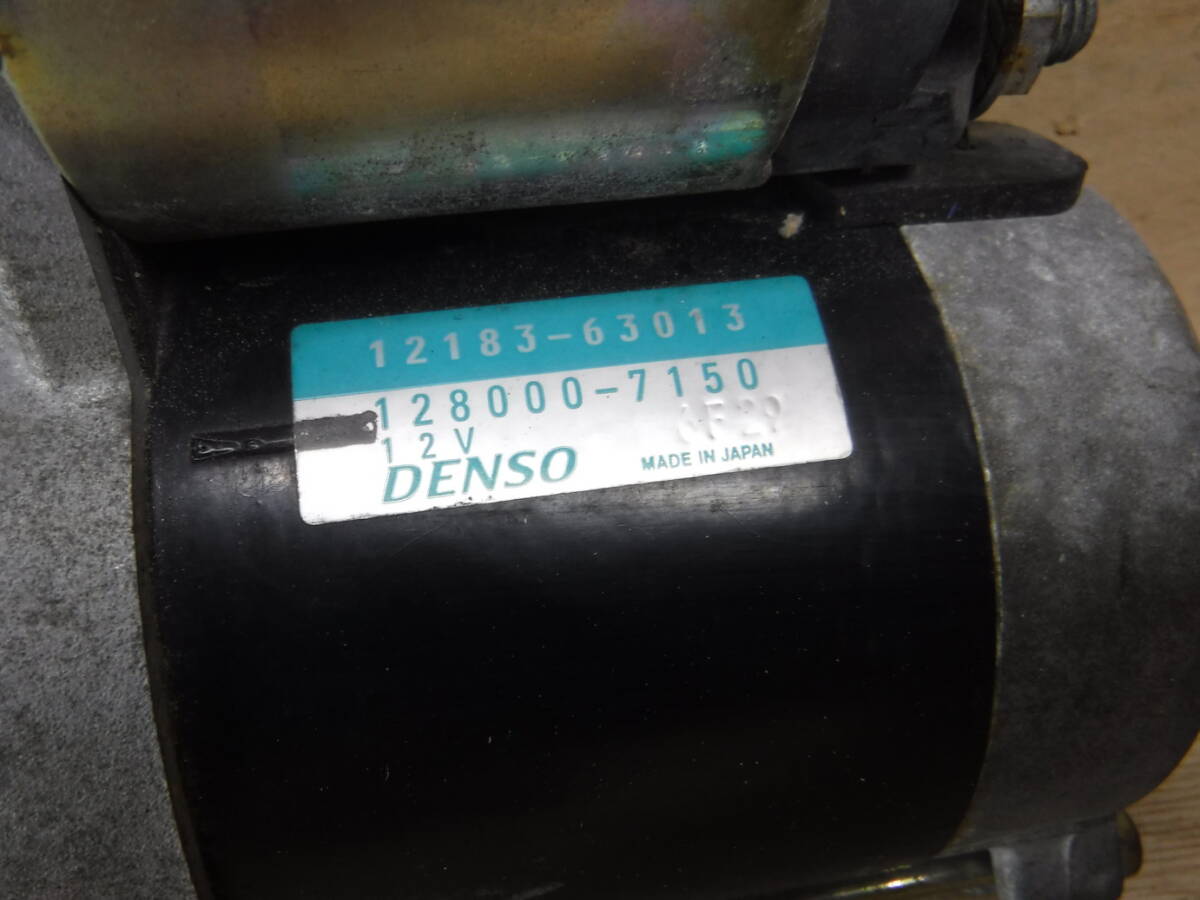 12183-63013
128000-7150
12V
DENSO
MADE IN JAPAN